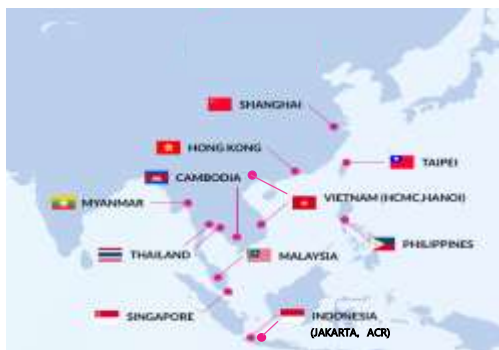 SHANGHAI
HONG KONG
TAIPEI
CAMBODIA
VIETNAM (HCMC,HANOI)
MYANMAR
PHILIPPINES
THAILAND
MALAYSIA
SINGAPORE
INDONESIA
(JAKARTA, ACR)